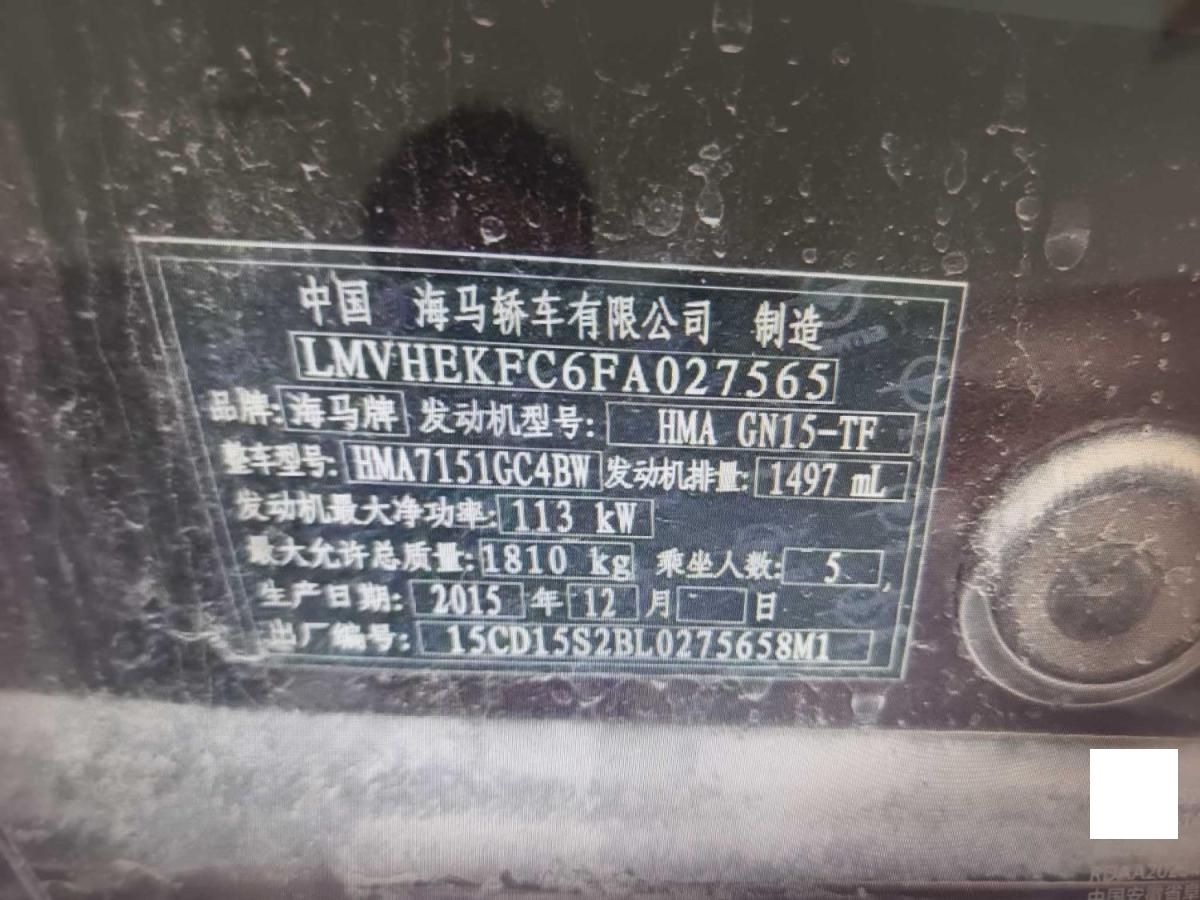 中国 海马轿车有限公司 制造
LMVHEKFC6FA027565
品牌: 海马牌 发动机型号: HMA GN15-TF
整车型号: HMA7151GC4BW 发动机排量: 1497 mL
发动机最大净功率: 113 kW
最大允许总质量: 1810 kg 乘坐人数: 5
生产日期: 2015 年 12 月 日
出厂编号: 15CD15S2BL0275658M1